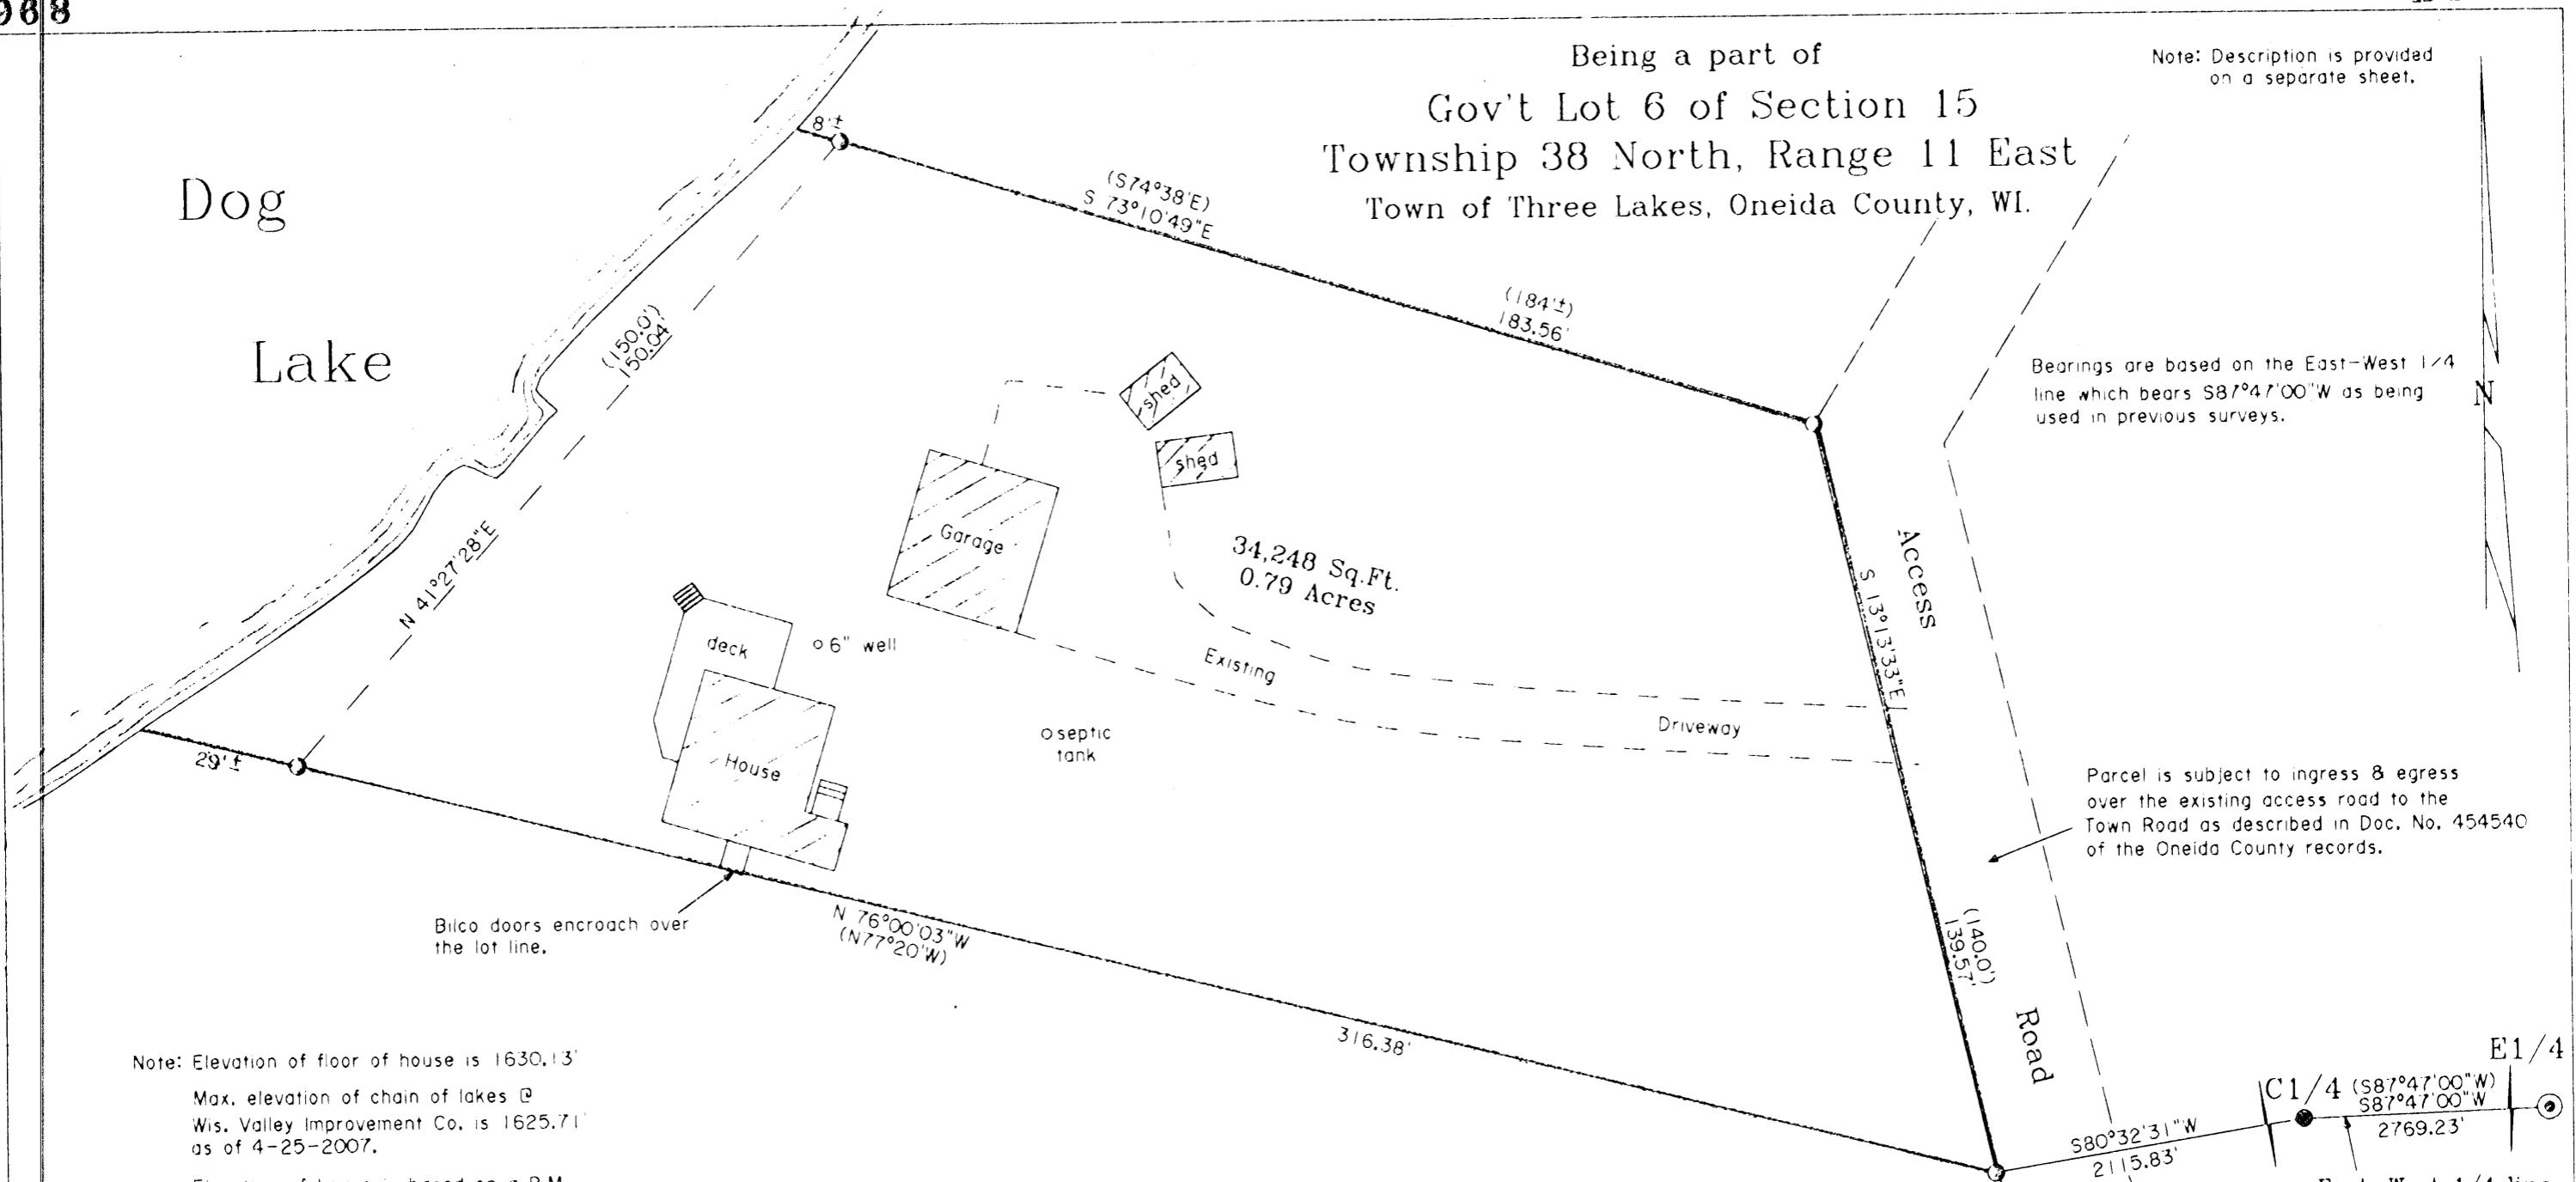 968
Being a part of
Gov't Lot 6 of Section 15
Township 38 North, Range 11 East
Town of Three Lakes, Oneida County, WI.
Note: Description is provided
on a separate sheet.
Dog
Lake
8'±
(S74°38'E)
S 73°10'49"E
(184'±)
183.56'
(150.0')
150.04'
N 41°27'28"E
shed
shed
Garage
34,248 Sq.Ft.
0.79 Acres
Bearings are based on the East-West 1/4
line which bears S87°47'00"W as being
used in previous surveys.
N
Access
S 13°13'33"E
deck
6" well
Existing
Driveway
septic
tank
House
29'±
Parcel is subject to ingress & egress
over the existing access road to the
Town Road as described in Doc. No. 454540
of the Oneida County records.
Bilco doors encroach over
the lot line.
N 76°00'03"W
(N77°20'W)
(140.0')
139.57'
Road
316.38'
Note: Elevation of floor of house is 1630.13'
Max. elevation of chain of lakes @
Wis. Valley Improvement Co. is 1625.71'
as of 4-25-2007.
E1/4
C1/4 (S87°47'00"W)
S87°47'00"W
2769.23'
S80°32'31"W
2115.83'